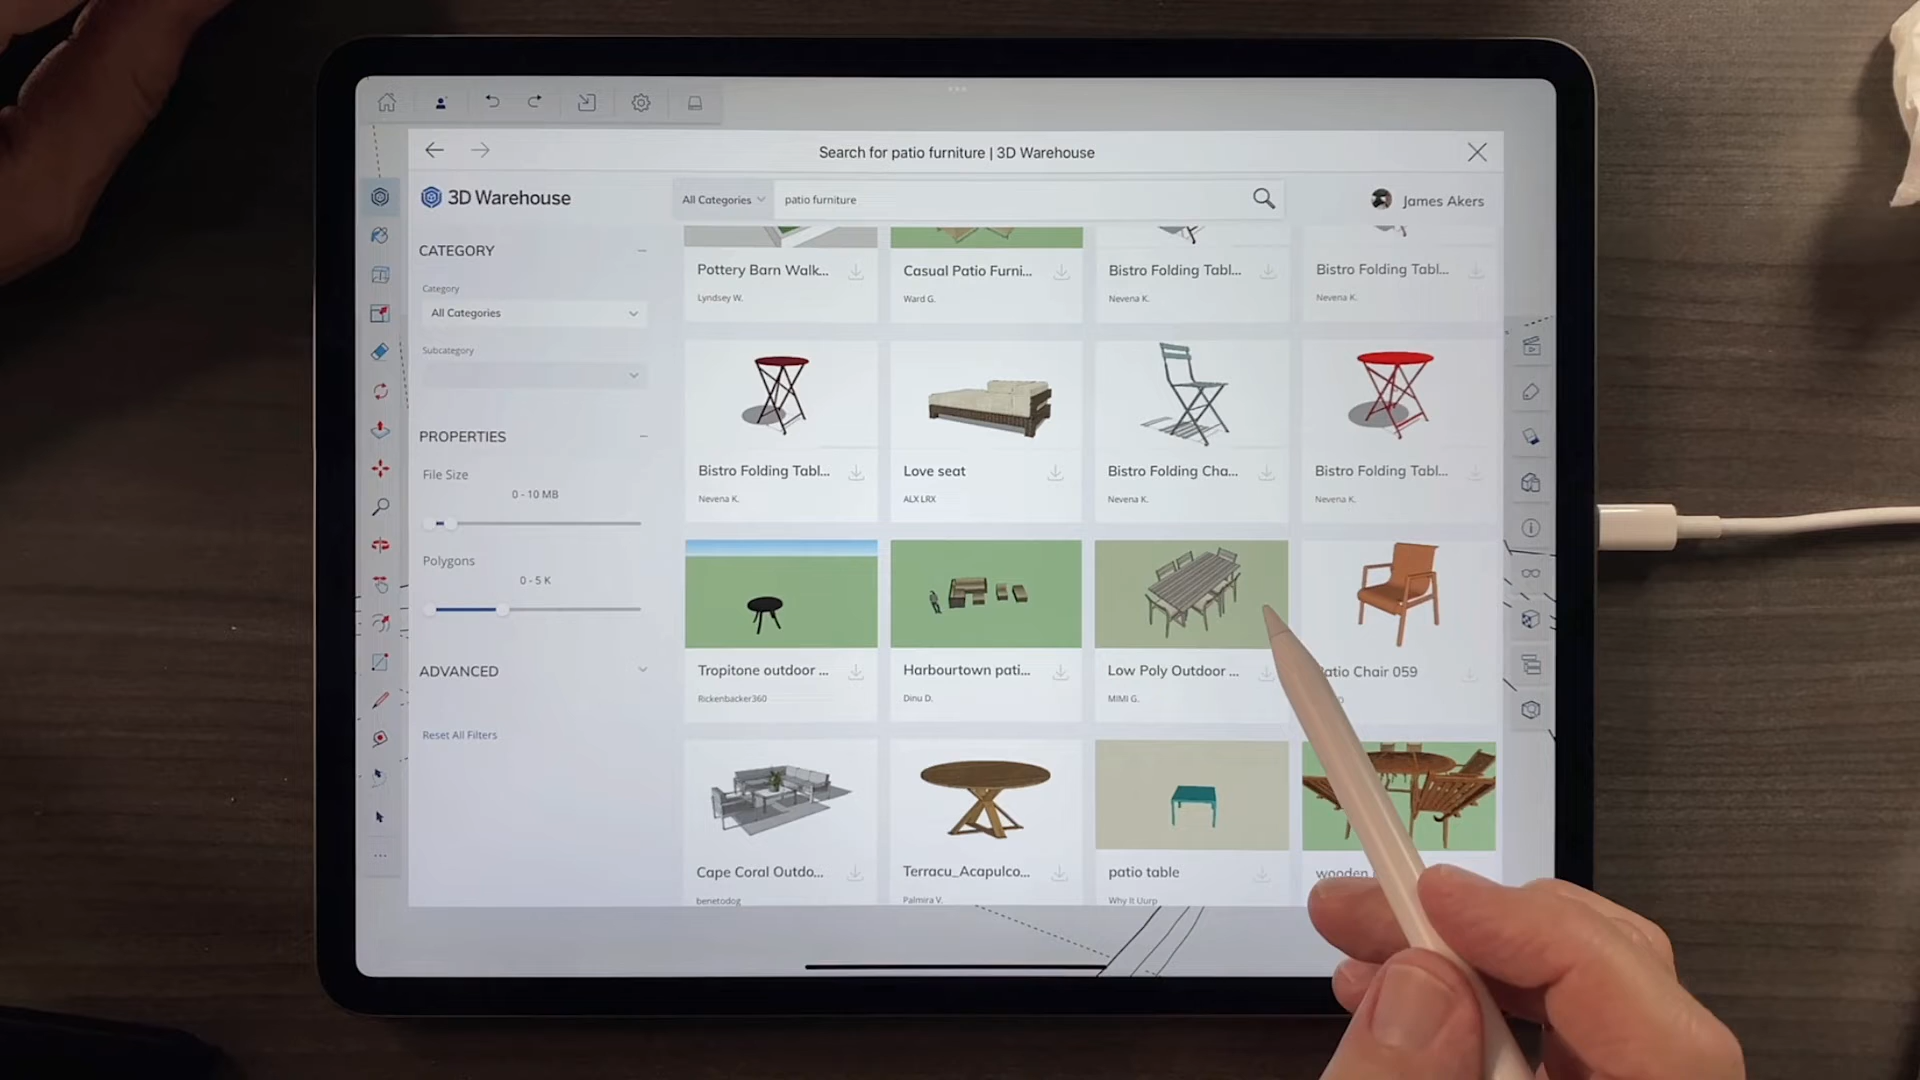 Search for patio furniture | 3D Warehouse
3D Warehouse
All Categories
patio furniture
James Akers
CATEGORY
Category
All Categories
Subcategory
PROPERTIES
File Size
0 - 10 MB
Polygons
0 - 5 K
ADVANCED
Reset All Filters
Pottery Barn Walk...
Lyndsey W.
Casual Patio Furni...
Ward G.
Bistro Folding Tabl...
Nevena K.
Bistro Folding Tabl...
Nevena K.
Bistro Folding Tabl...
Nevena K.
Love seat
ALX LRX
Bistro Folding Cha...
Nevena K.
Bistro Folding Tabl...
Nevena K.
Tropitone outdoor ...
Rickenbacker360
Harbourtown pati...
Dinu D.
Low Poly Outdoor ...
MIMI G.
Patio Chair 059
Cape Coral Outdo...
benetodog
Terracu_Acapulco...
Palmira V.
patio table
Why It Uurp
wooden